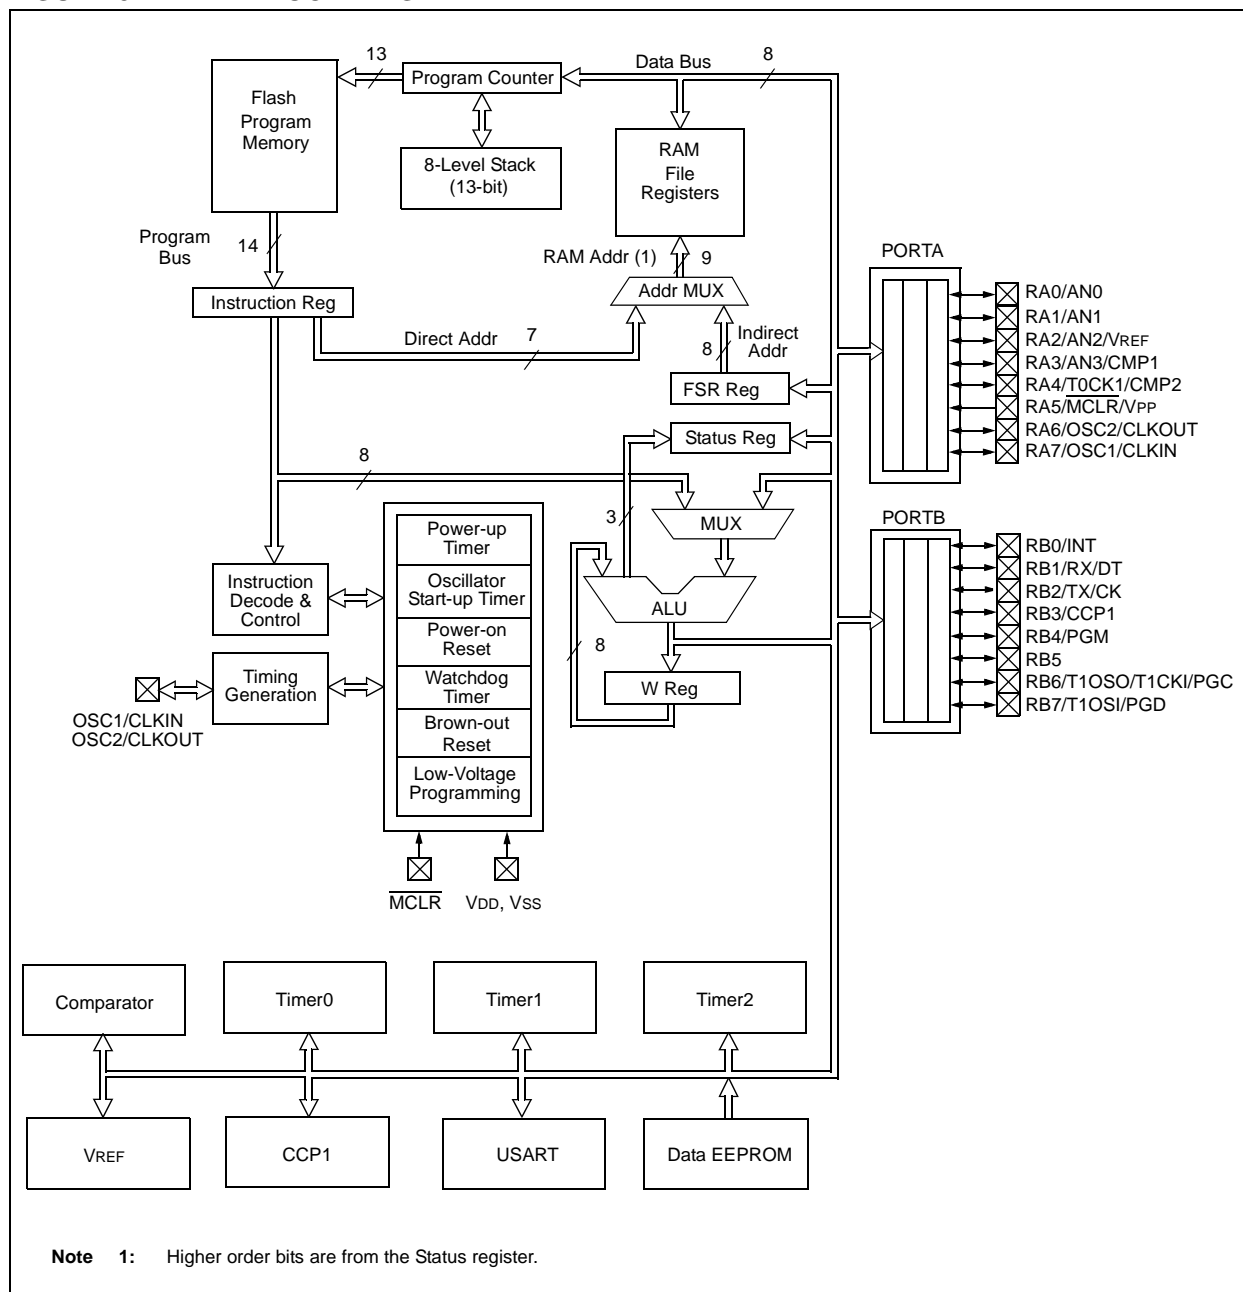 13
Program Counter
Data Bus
8
Flash
Program
Memory
8-Level Stack
(13-bit)
RAM
File
Registers
Program
Bus
14
RAM Addr (1)
9
Addr MUX
Instruction Reg
Direct Addr
7
8
Indirect
Addr
FSR Reg
Status Reg
8
3
MUX
ALU
8
W Reg
Instruction
Decode &
Control
Timing
Generation
OSC1/CLKIN
OSC2/CLKOUT
Power-up
Timer
Oscillator
Start-up Timer
Power-on
Reset
Watchdog
Timer
Brown-out
Reset
Low-Voltage
Programming
MCLR
VDD, VSS
PORTA
RA0/AN0
RA1/AN1
RA2/AN2/VREF
RA3/AN3/CMP1
RA4/T0CK1/CMP2
RA5/MCLR/VPP
RA6/OSC2/CLKOUT
RA7/OSC1/CLKIN
PORTB
RB0/INT
RB1/RX/DT
RB2/TX/CK
RB3/CCP1
RB4/PGM
RB5
RB6/T1OSO/T1CKI/PGC
RB7/T1OSI/PGD
Comparator
Timer0
Timer1
Timer2
VREF
CCP1
USART
Data EEPROM
Note 1: Higher order bits are from the Status register.